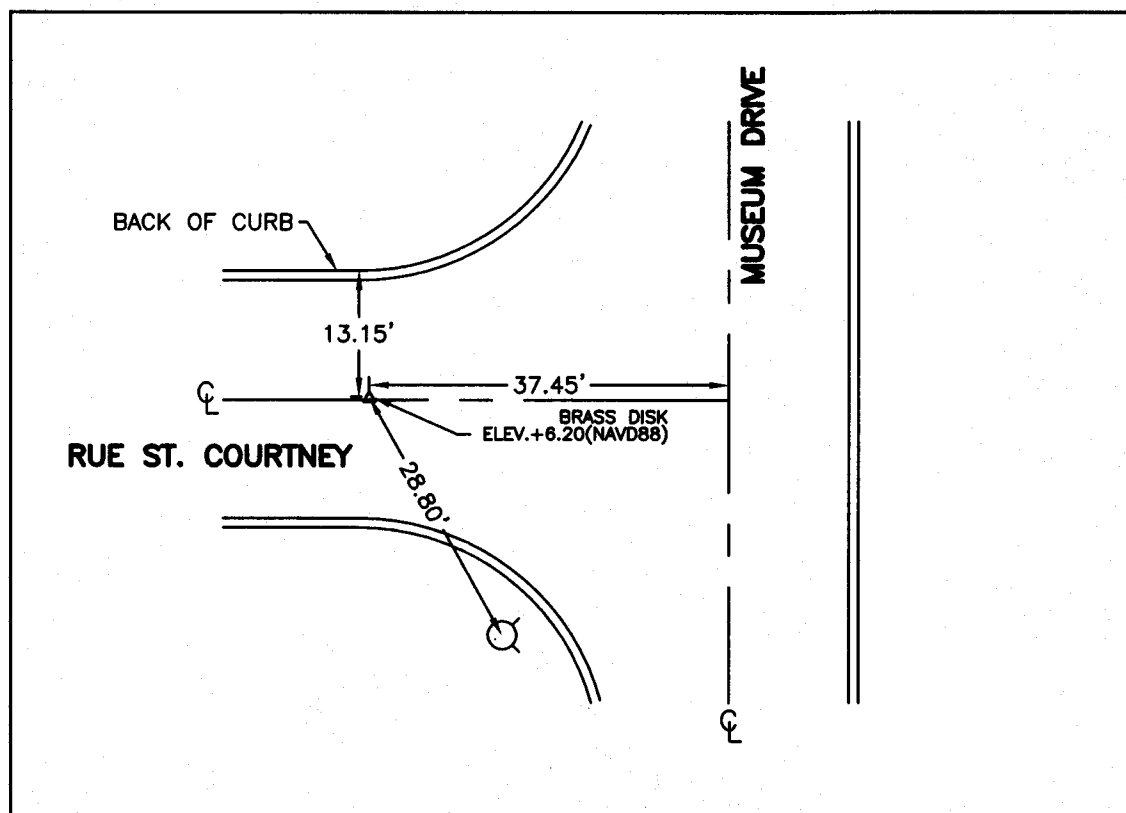 MUSEUM DRIVE
BACK OF CURB
13.15'
37.45'
℄
BRASS DISK
ELEV.+6.20(NAVD88)
RUE ST. COURTNEY
28.80'
℄